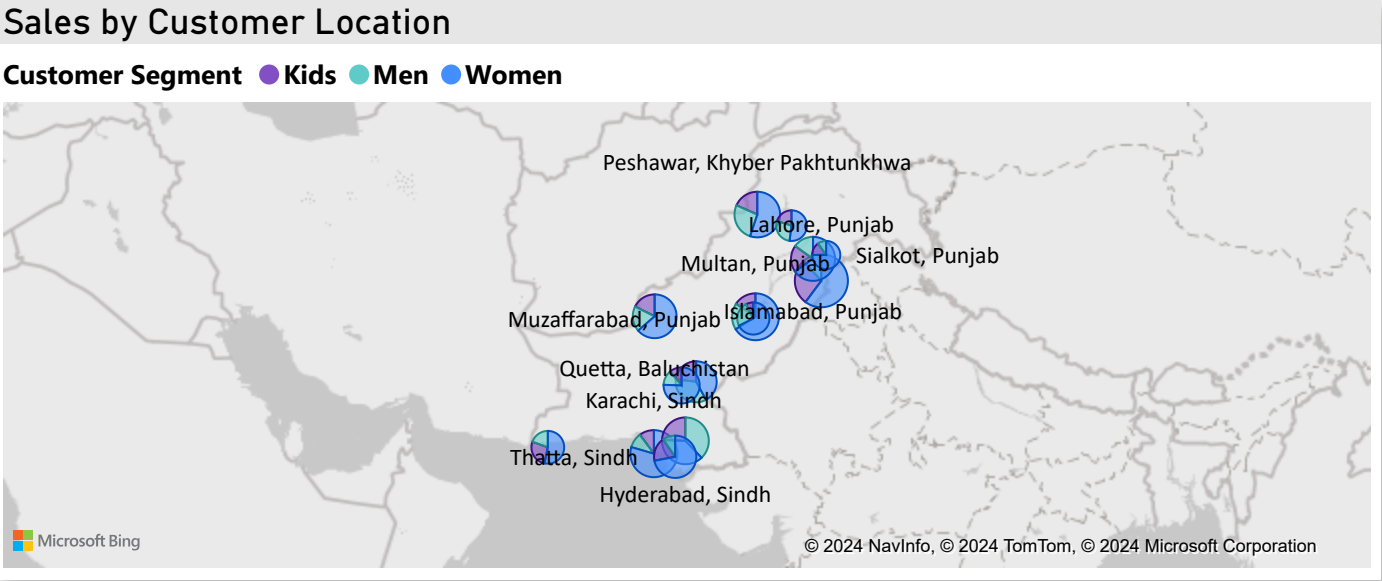 Sales by Customer Location
Customer Segment Kids Men Women
Peshawar, Khyber Pakhtunkhwa
Lahore, Punjab
Sialkot, Punjab
Multan, Punjab
Islamabad, Punjab
Muzaffarabad, Punjab
Quetta, Baluchistan
Karachi, Sindh
Thatta, Sindh
Hyderabad, Sindh
Microsoft Bing
© 2024 NavInfo, © 2024 TomTom, © 2024 Microsoft Corporation